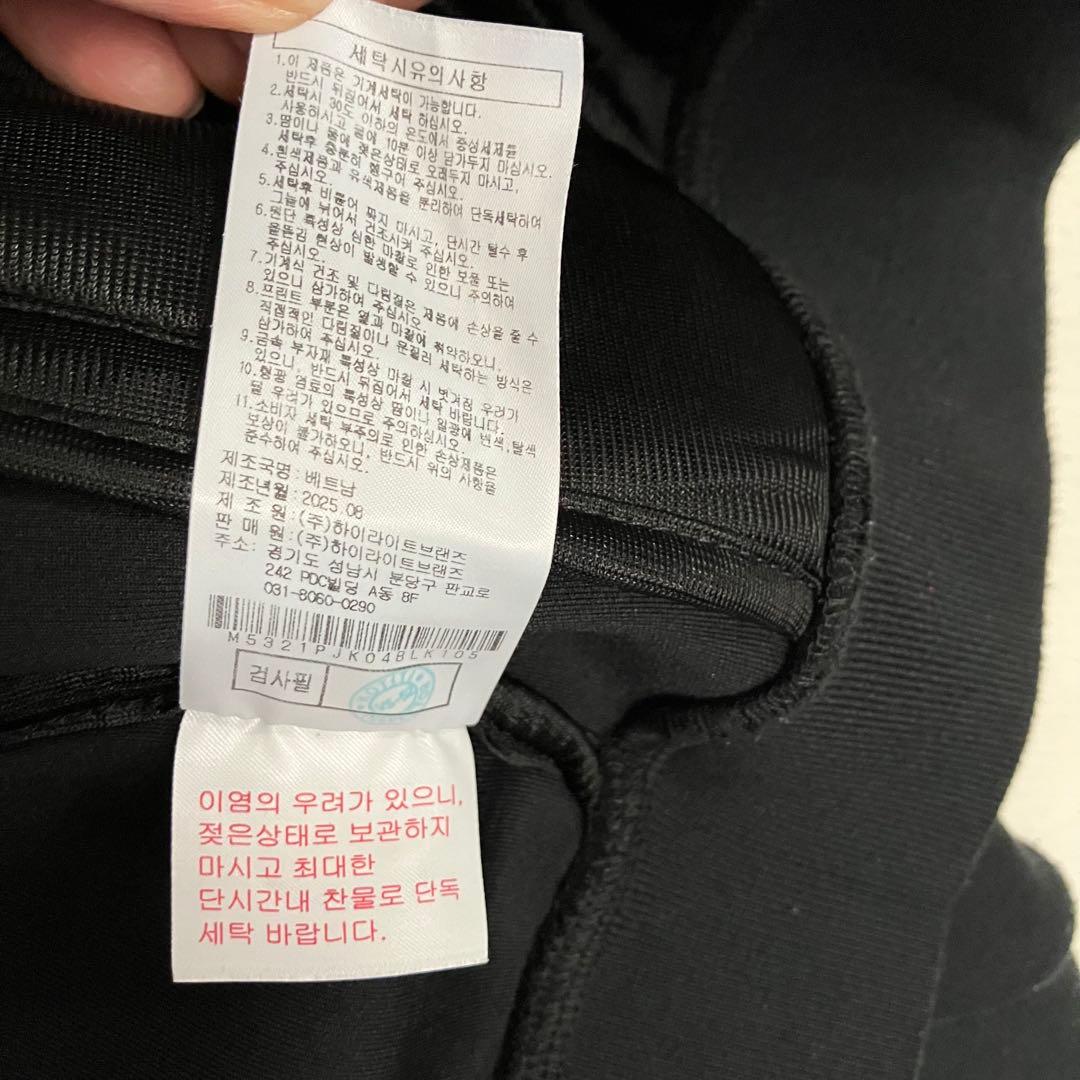 세탁시유의사항
1.이 제품은 기계세탁이 가능합니다.
반드시 뒤집어서 세탁 하십시오.
2.세탁시 30도 이하의 온도에서 중성세제를
사용하시고 물에 10분 이상 담가두지 마십시오.
3.땀이나 물에 젖은상태로 오래두지 마시고,
세탁후 충분히 헹구어 주십시오.
4.흰색제품과 유색제품을 분리하여 단독세탁하여
주십시오.
5.세탁후 비틀어 짜지 마시고, 단시간 탈수 후
그늘에 뉘어서 건조시켜 주십시오.
6.원단 특성상 심한 마찰로 인한 보풀 또는
올뜯김 현상이 발생할 수 있으니 주의하여
주십시오.
7.기계식 건조 및 다림질은 제품에 손상을 줄 수
있으니 삼가하여 주십시오.
8.프린트 부분은 열과 마찰에 취약하오니,
직접적인 다림질이나 문질러 세탁하는 방식은
삼가하여 주십시오.
9.금속 부자재 특성상 마찰 시 벗겨짐 우려가
있으니, 반드시 뒤집어서 세탁 바랍니다.
10.형광 염료의 특성상 땀이나 일광에 변색,탈색
될 우려가 있으므로 주의하십시오.
11.소비자 세탁 부주의로 인한 손상제품은
보상이 불가하오니, 반드시 위의 사항을
준수하여 주십시오.
제조국명 : 베트남
제조년월 : 2025.08
제 조 원 : (주)하이라이트브랜즈
판 매 원 : (주)하이라이트브랜즈
주소: 경기도 성남시 분당구 판교로
242 PDC빌딩 A동 8F
031-8060-0290
M5321PJK04BLK105
검사필
이염의 우려가 있으니,
젖은상태로 보관하지
마시고 최대한
단시간내 찬물로 단독
세탁 바랍니다.